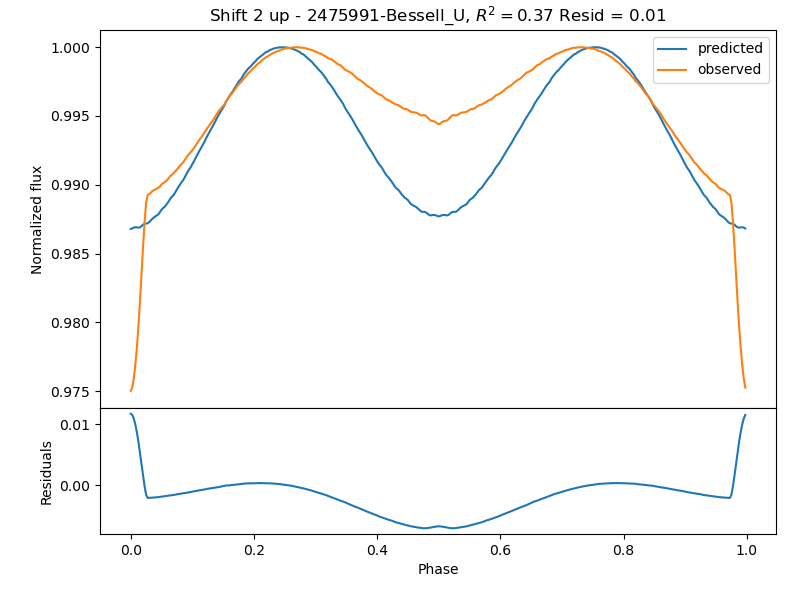 Shift 2 up - 2475991-Bessell_U, R² = 0.37 Resid = 0.01
predicted
observed
1.000
0.995
0.990
0.985
0.980
0.975
Normalized flux
0.01
0.00
Residuals
0.0 0.2 0.4 0.6 0.8 1.0
Phase